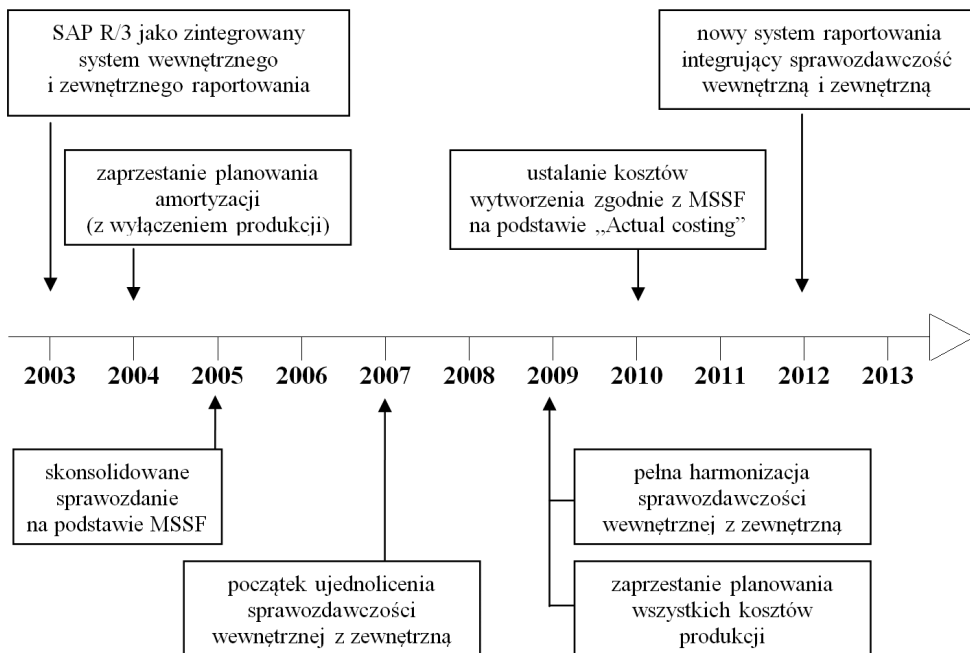 SAP R/3 jako zintegrowany
system wewnętrznego
i zewnętrznego raportowania
nowy system raportowania
integrujący sprawozdawczość
wewnętrzną i zewnętrzną
zaprzestanie planowania
amortyzacji
(z wyłączeniem produkcji)
ustalanie kosztów
wytworzenia zgodnie z MSSF
na podstawie „Actual costing”
2003 2004 2005 2006 2007 2008 2009 2010 2011 2012 2013
skonsolidowane
sprawozdanie
na podstawie MSSF
pełna harmonizacja
sprawozdawczości
wewnętrznej z zewnętrzną
początek ujednolicenia
sprawozdawczości
wewnętrznej z zewnętrzną
zaprzestanie planowania
wszystkich kosztów
produkcji